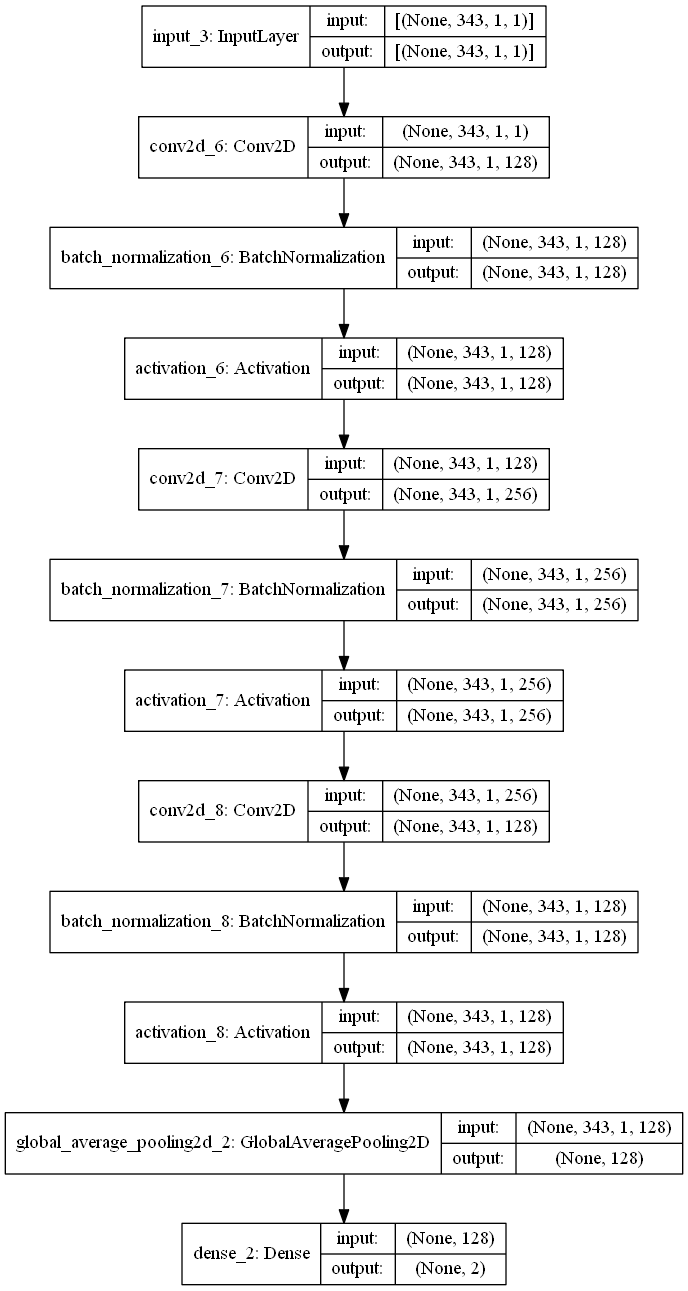 input_3: InputLayer input: [(None, 343, 1, 1)]
output: [(None, 343, 1, 1)]
conv2d_6: Conv2D input: (None, 343, 1, 1)
output: (None, 343, 1, 128)
batch_normalization_6: BatchNormalization input: (None, 343, 1, 128)
output: (None, 343, 1, 128)
activation_6: Activation input: (None, 343, 1, 128)
output: (None, 343, 1, 128)
conv2d_7: Conv2D input: (None, 343, 1, 128)
output: (None, 343, 1, 256)
batch_normalization_7: BatchNormalization input: (None, 343, 1, 256)
output: (None, 343, 1, 256)
activation_7: Activation input: (None, 343, 1, 256)
output: (None, 343, 1, 256)
conv2d_8: Conv2D input: (None, 343, 1, 256)
output: (None, 343, 1, 128)
batch_normalization_8: BatchNormalization input: (None, 343, 1, 128)
output: (None, 343, 1, 128)
activation_8: Activation input: (None, 343, 1, 128)
output: (None, 343, 1, 128)
global_average_pooling2d_2: GlobalAveragePooling2D input: (None, 343, 1, 128)
output: (None, 128)
dense_2: Dense input: (None, 128)
output: (None, 2)